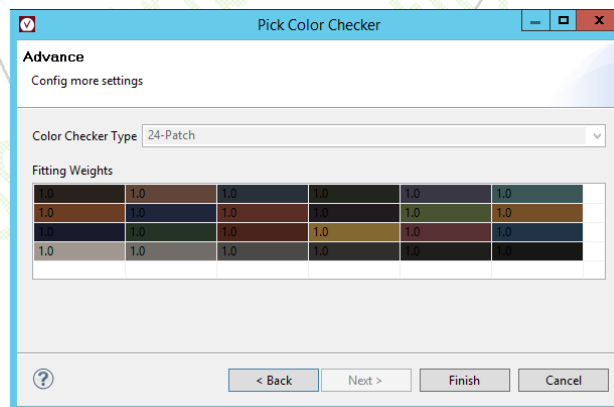 Pick Color Checker
Advance
Config more settings
Color Checker Type 24-Patch
Fitting Weights
1.0 1.0 1.0 1.0 1.0 1.0
1.0 1.0 1.0 1.0 1.0 1.0
1.0 1.0 1.0 1.0 1.0 1.0
1.0 1.0 1.0 1.0 1.0 1.0
? < Back Next > Finish Cancel